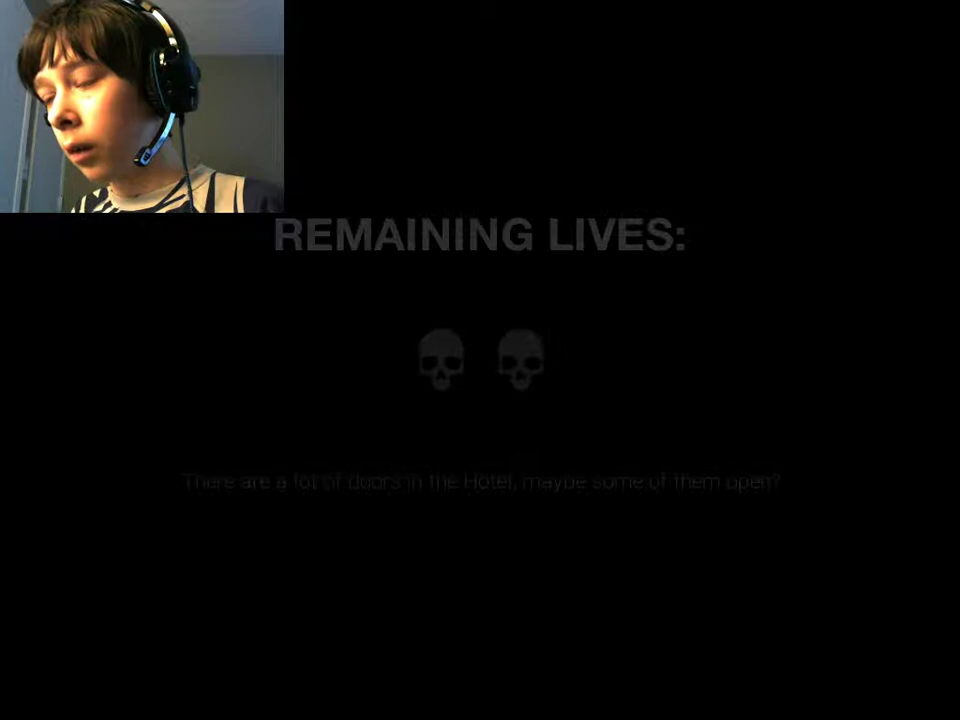 REMAINING LIVES:
There are a lot of doors in the Hotel, maybe some of them open?